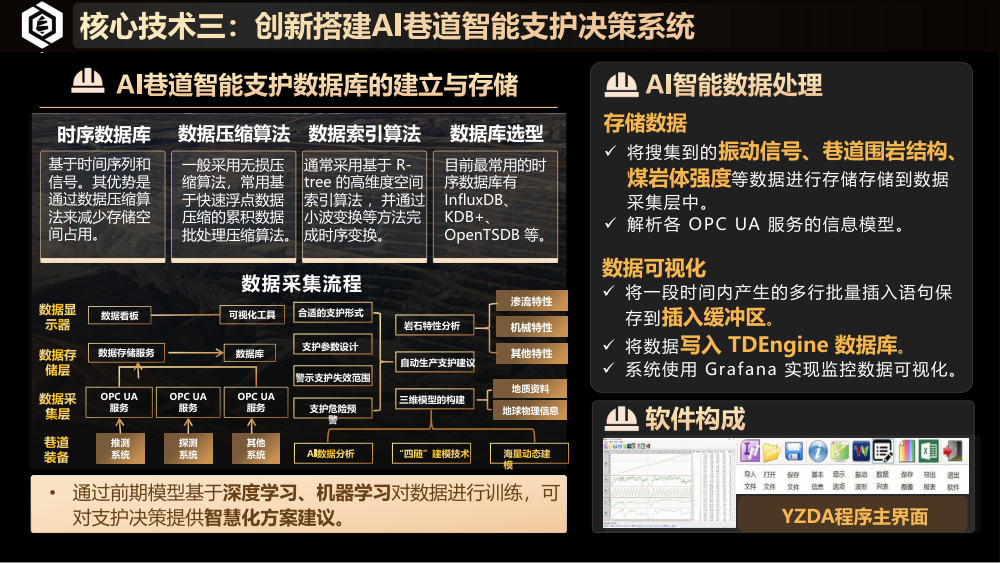 核心技术三：创新搭建AI巷道智能支护决策系统
AI巷道智能支护数据库的建立与存储
时序数据库
基于时间序列和
信号。其优势是
通过数据压缩算
法来减少存储空
间占用。
数据压缩算法
一般采用无损压
缩算法，常用基
于快速浮点数据
压缩的累积数据
批处理压缩算法。
数据索引算法
通常采用基于 R-
tree 的高维度空间
索引算法 ，并通过
小波变换等方法完
成时序变换。
数据库选型
目前最常用的时
序数据库有
InfluxDB、
KDB+、
OpenTSDB 等。
数据采集流程
数据显
示器
数据看板
可视化工具
数据存
储层
数据存储服务
数据库
数据采
集层
OPC UA
服务
OPC UA
服务
OPC UA
服务
巷道
装备
推测
系统
探测
系统
其他
系统
合适的支护形式
支护参数设计
警示支护失效范围
支护危险预
警
岩石特性分析
自动生产支护建议
三维模型的构建
渗流特性
机械特性
其他特性
地质资料
地球物理信息
AI数据分析
“四随”建模技术
海量动态建
模
• 通过前期模型基于深度学习、机器学习对数据进行训练，可
对支护决策提供智慧化方案建议。
AI智能数据处理
存储数据
✓ 将搜集到的振动信号、巷道围岩结构、
煤岩体强度等数据进行存储存储到数据
采集层中。
✓ 解析各 OPC UA 服务的信息模型。
数据可视化
✓ 将一段时间内产生的多行批量插入语句保
存到插入缓冲区。
✓ 将数据写入 TDEngine 数据库。
✓ 系统使用 Grafana 实现监控数据可视化。
软件构成
导入 打开 保存 基本 显示 振动 数据 保存 导出 退出
文件 文件 文件 信息 选项 波形 列表 图像 报表 软件
YZDA程序主界面